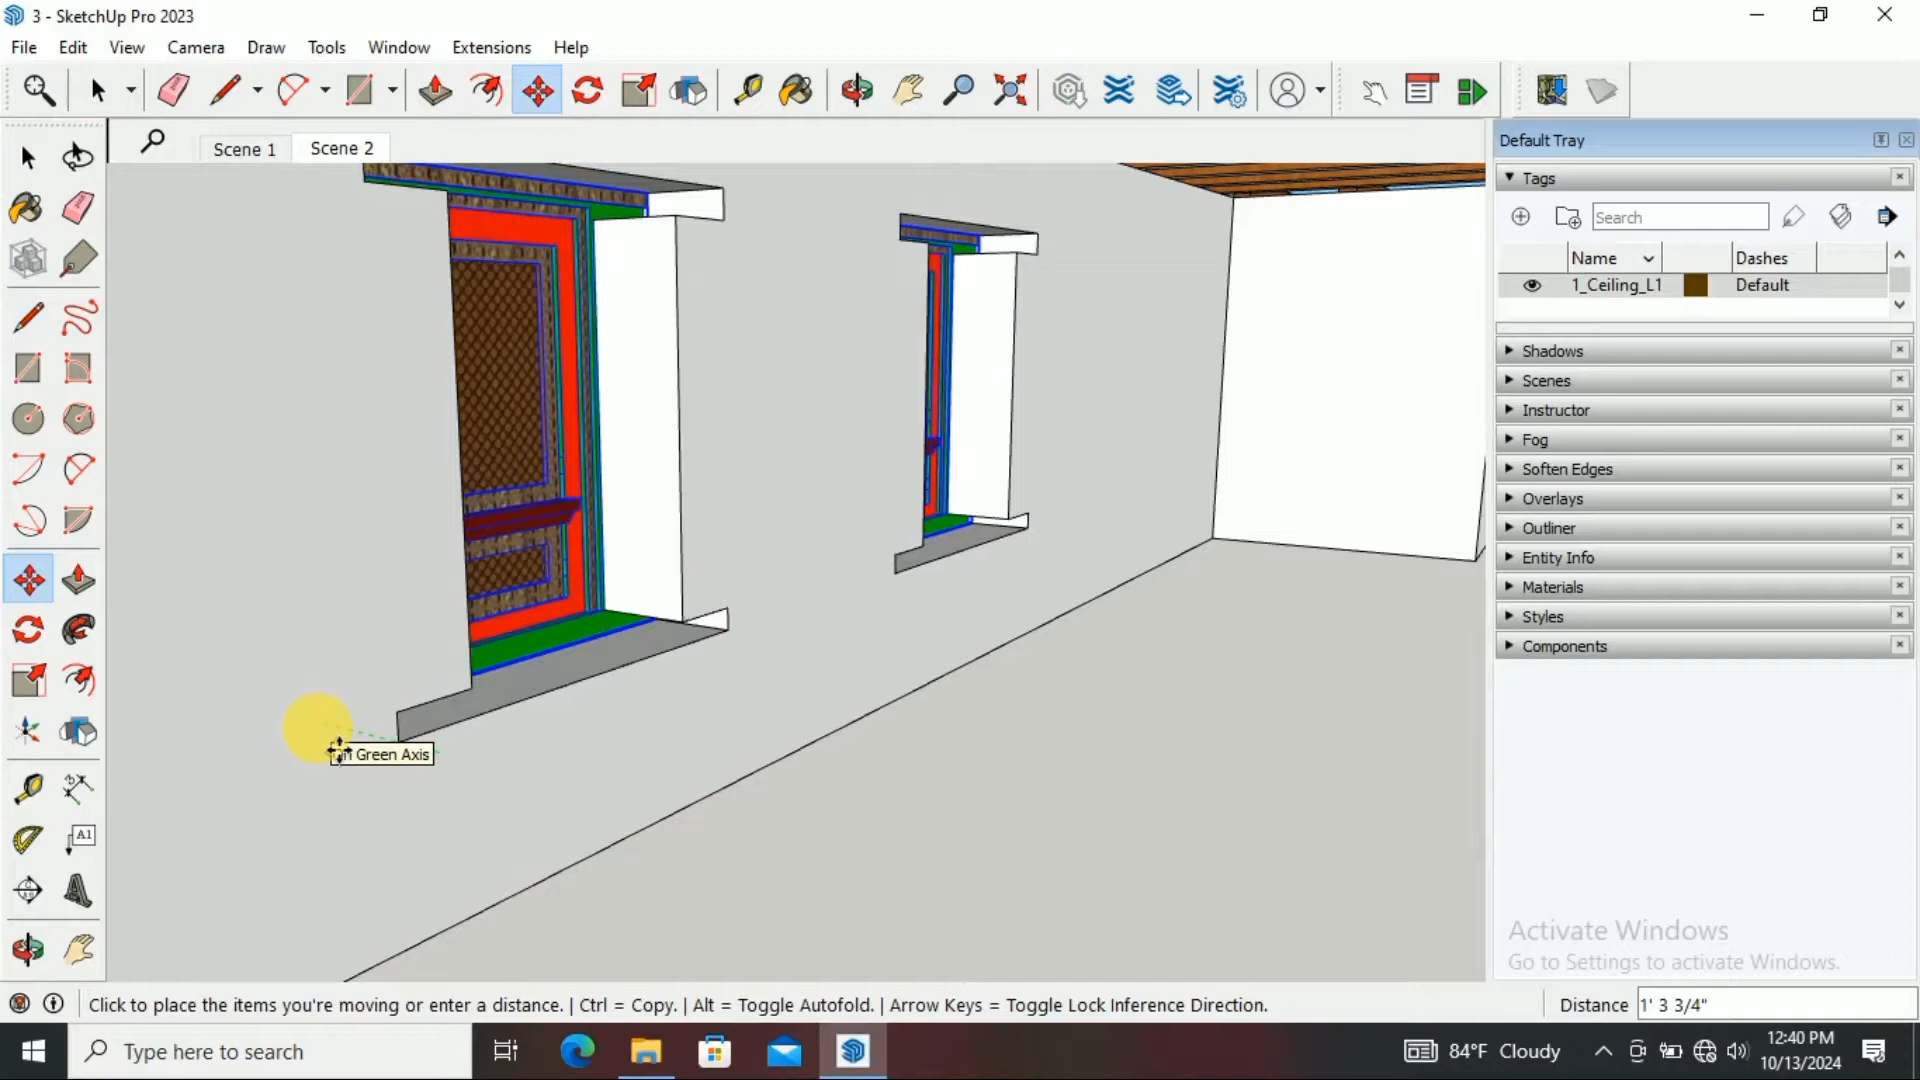 3 - SketchUp Pro 2023
File Edit View Camera Draw Tools Window Extensions Help
Scene 1 Scene 2
Default Tray
Tags
Search
Name Dashes
1_Ceiling_L1 Default
Shadows
Scenes
Instructor
Fog
Soften Edges
Overlays
Outliner
Entity Info
Materials
Styles
Components
Green Axis
A1
Activate Windows
Go to Settings to activate Windows.
Click to place the items you're moving or enter a distance. | Ctrl = Copy. | Alt = Toggle Autofold. | Arrow Keys = Toggle Lock Inference Direction.
Distance 1' 3 3/4"
Type here to search
84°F Cloudy
12:40 PM
10/13/2024